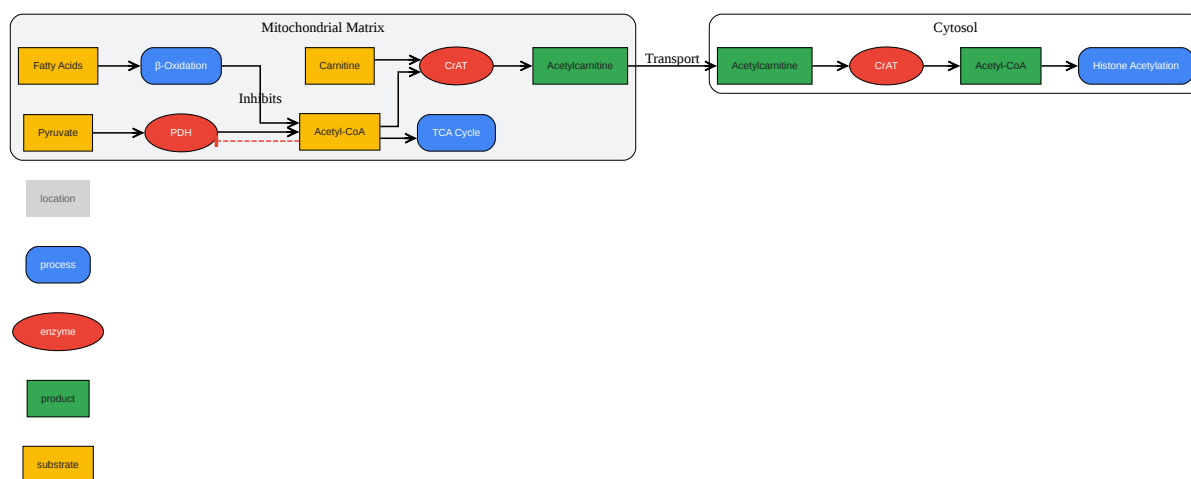 Mitochondrial Matrix
Cytosol
Fatty Acids
β-Oxidation
Carnitine
CrAT
Acetylcarnitine
Transport
Acetylcarnitine
CrAT
Acetyl-CoA
Histone Acetylation
Inhibits
Pyruvate
PDH
Acetyl-CoA
TCA Cycle
location
process
enzyme
product
substrate